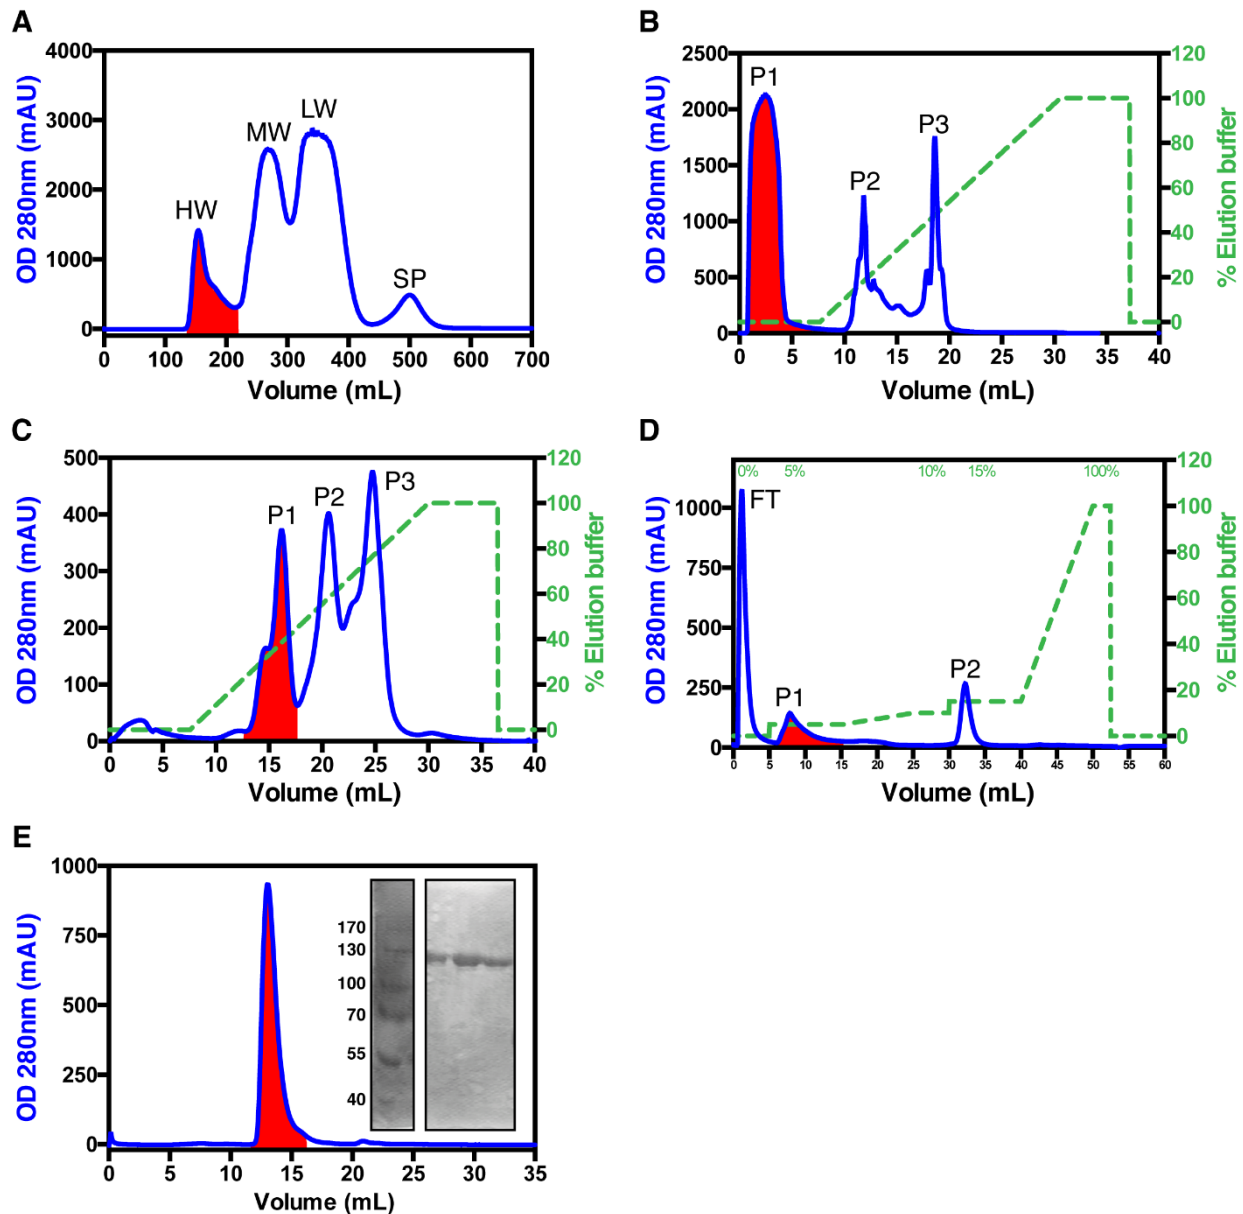 A
4000
3000
2000
1000
0
OD 280nm (mAU)
HW
MW
LW
SP
0 100 200 300 400 500 600 700
Volume (mL)
B
2500
2000
1500
1000
500
0
OD 280nm (mAU)
P1
P2
P3
120
100
80
60
40
20
0
% Elution buffer
0 5 10 15 20 25 30 35 40
Volume (mL)
C
500
400
300
200
100
0
OD 280nm (mAU)
P1
P2
P3
120
100
80
60
40
20
0
% Elution buffer
0 5 10 15 20 25 30 35 40
Volume (mL)
D
1000
750
500
250
0
OD 280nm (mAU)
0% 5% 10% 15% 100%
FT
P1
P2
120
100
80
60
40
20
0
% Elution buffer
0 5 10 15 20 25 30 35 40 45 50 55 60
Volume (mL)
E
1000
750
500
250
0
OD 280nm (mAU)
170
130
100
70
55
40
0 5 10 15 20 25 30 35
Volume (mL)